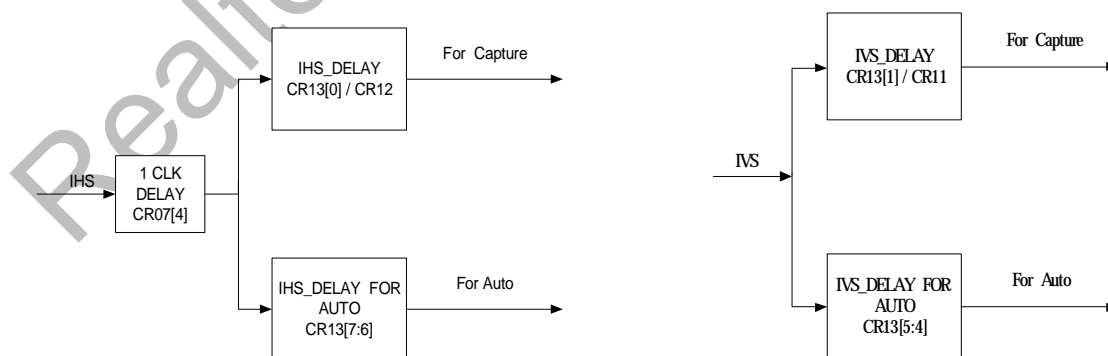 Realte
IHS
1 CLK
DELAY
CR07[4]
IHS_DELAY
CR13[0] / CR12
For Capture
IHS_DELAY FOR
AUTO
CR13[7:6]
For Auto
IVS
IVS_DELAY
CR13[1] / CR11
For Capture
IVS_DELAY FOR
AUTO
CR13[5:4]
For Auto